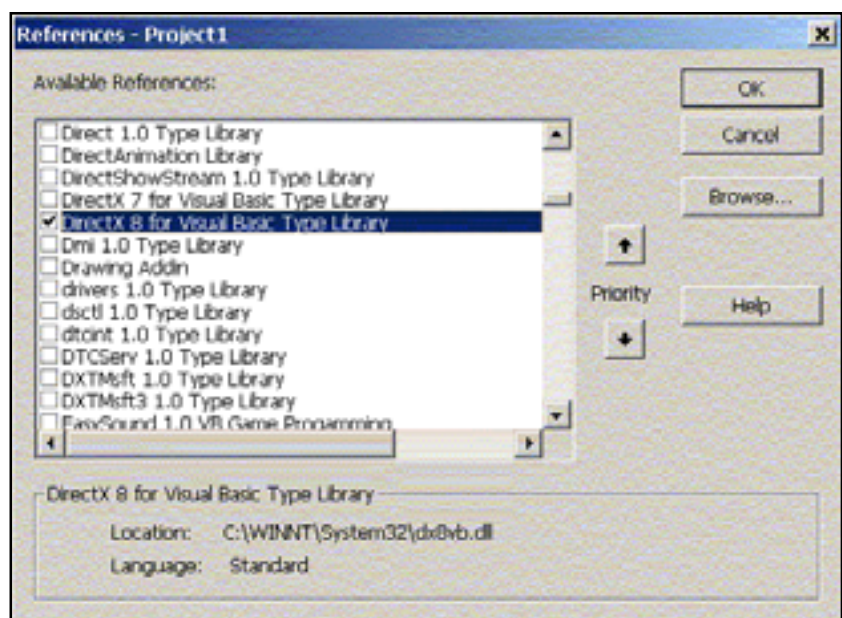 References - Project1
Available References:
Direct 1.0 Type Library
DirectAnimation Library
DirectShowStream 1.0 Type Library
DirectX 7 for Visual Basic Type Library
DirectX 8 for Visual Basic Type Library
Dmi 1.0 Type Library
Drawing Addin
drivers 1.0 Type Library
dsctl 1.0 Type Library
dtcint 1.0 Type Library
DTCServ 1.0 Type Library
DXTMsft 1.0 Type Library
DXTMsft3 1.0 Type Library
EasySound 1.0 VB Game Progamming
OK
Cancel
Browse...
Priority
Help
DirectX 8 for Visual Basic Type Library
Location: C:\WINNT\System32\dx8vb.dll
Language: Standard